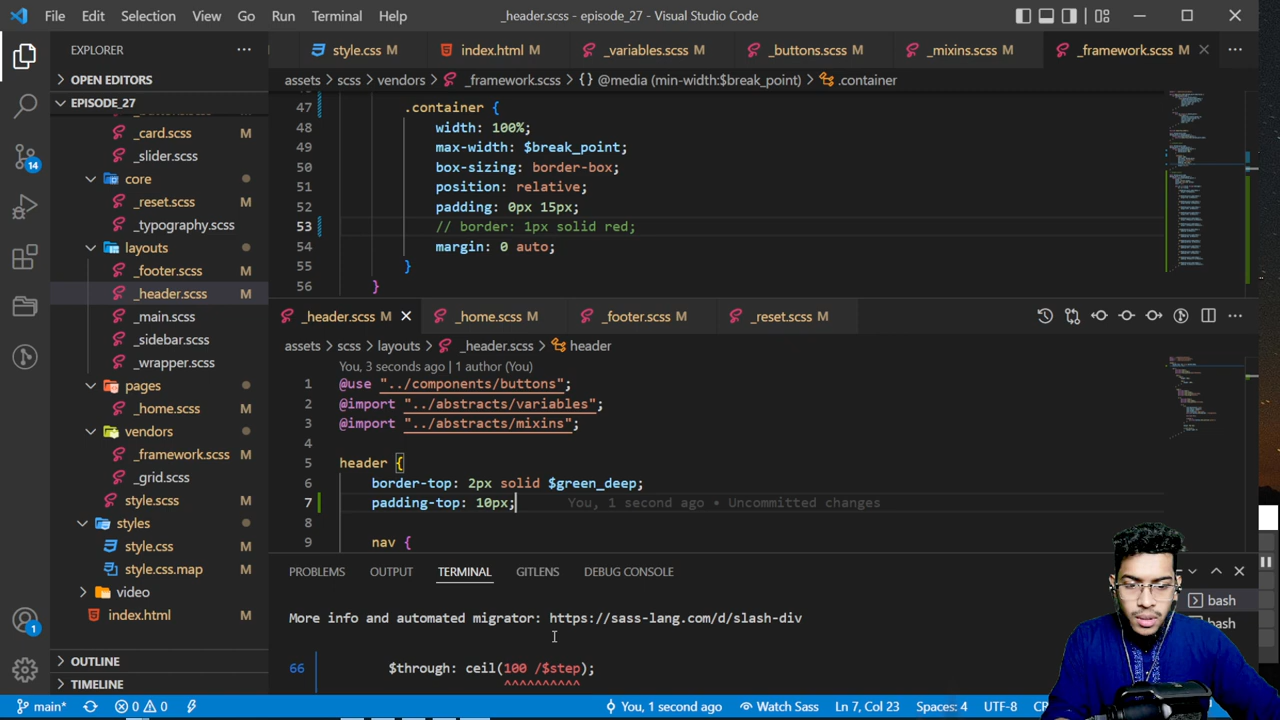 File Edit Selection View Go Run Terminal Help _header.scss - episode_27 - Visual Studio Code
EXPLORER
OPEN EDITORS
EPISODE_27
_card.scss M
_slider.scss
core
_reset.scss M
_typography.scss
layouts
_footer.scss M
_header.scss M
_main.scss
_sidebar.scss
_wrapper.scss
pages
_home.scss M
vendors
_framework.scss M
_grid.scss
style.scss M
styles
style.css M
style.css.map M
video
index.html M
OUTLINE
TIMELINE
14
1
style.css M index.html M _variables.scss M _buttons.scss M _mixins.scss M _framework.scss M
assets > scss > vendors > _framework.scss > {} @media (min-width:$break_point) > .container
47 .container {
48 width: 100%;
49 max-width: $break_point;
50 box-sizing: border-box;
51 position: relative;
52 padding: 0px 15px;
53 // border: 1px solid red;
54 margin: 0 auto;
55 }
56 }
_header.scss M _home.scss M _footer.scss M _reset.scss M
assets > scss > layouts > _header.scss > header
You, 3 seconds ago | 1 author (You)
1 @use "../components/buttons";
2 @import "../abstracts/variables";
3 @import "../abstracts/mixins";
4
5 header {
6 border-top: 2px solid $green_deep;
7 padding-top: 10px; You, 1 second ago • Uncommitted changes
8
9 nav {
PROBLEMS OUTPUT TERMINAL GITLENS DEBUG CONSOLE
More info and automated migrator: https://sass-lang.com/d/slash-div
66 $through: ceil(100 /$step);
^^^^^^^^^^
bash
bash
main* 0 0 You, 1 second ago Watch Sass Ln 7, Col 23 Spaces: 4 UTF-8